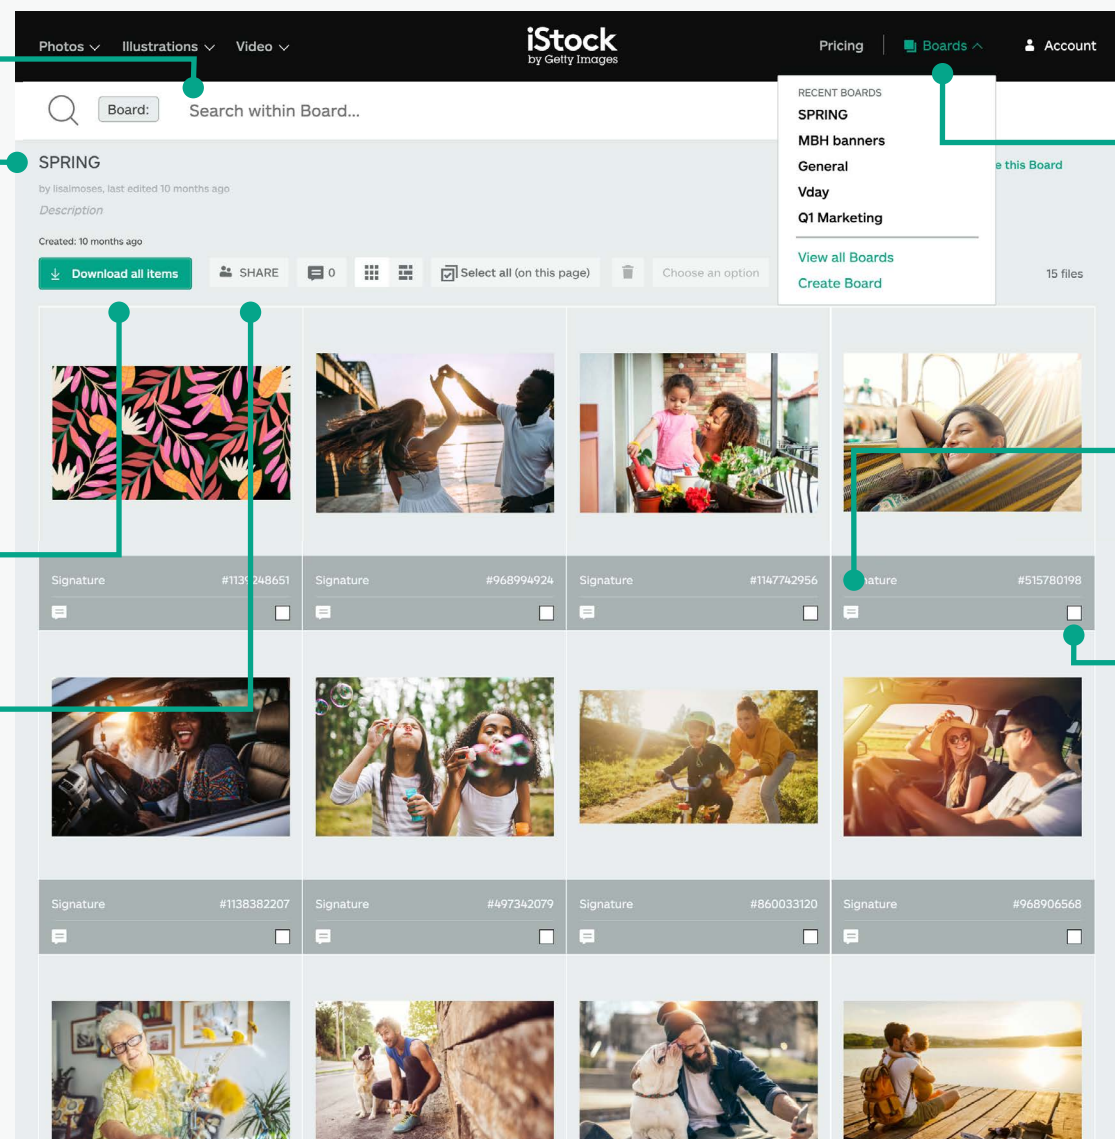 Photos Illustrations Video iStock Pricing Boards Account
by Getty Images
Board: Search within Board...
RECENT BOARDS
SPRING
MBH banners
General
Vday
Q1 Marketing
View all Boards
Create Board
SPRING
this Board
by lisalmoses, last edited 10 months ago
Description
Created: 10 months ago
Download all items SHARE 0 Select all (on this page) Choose an option 15 files
Signature #1139248651 Signature #968994924 Signature #1147742956 #515780198
Signature #1138382207 Signature #497342079 Signature #860033120 Signature #968906568